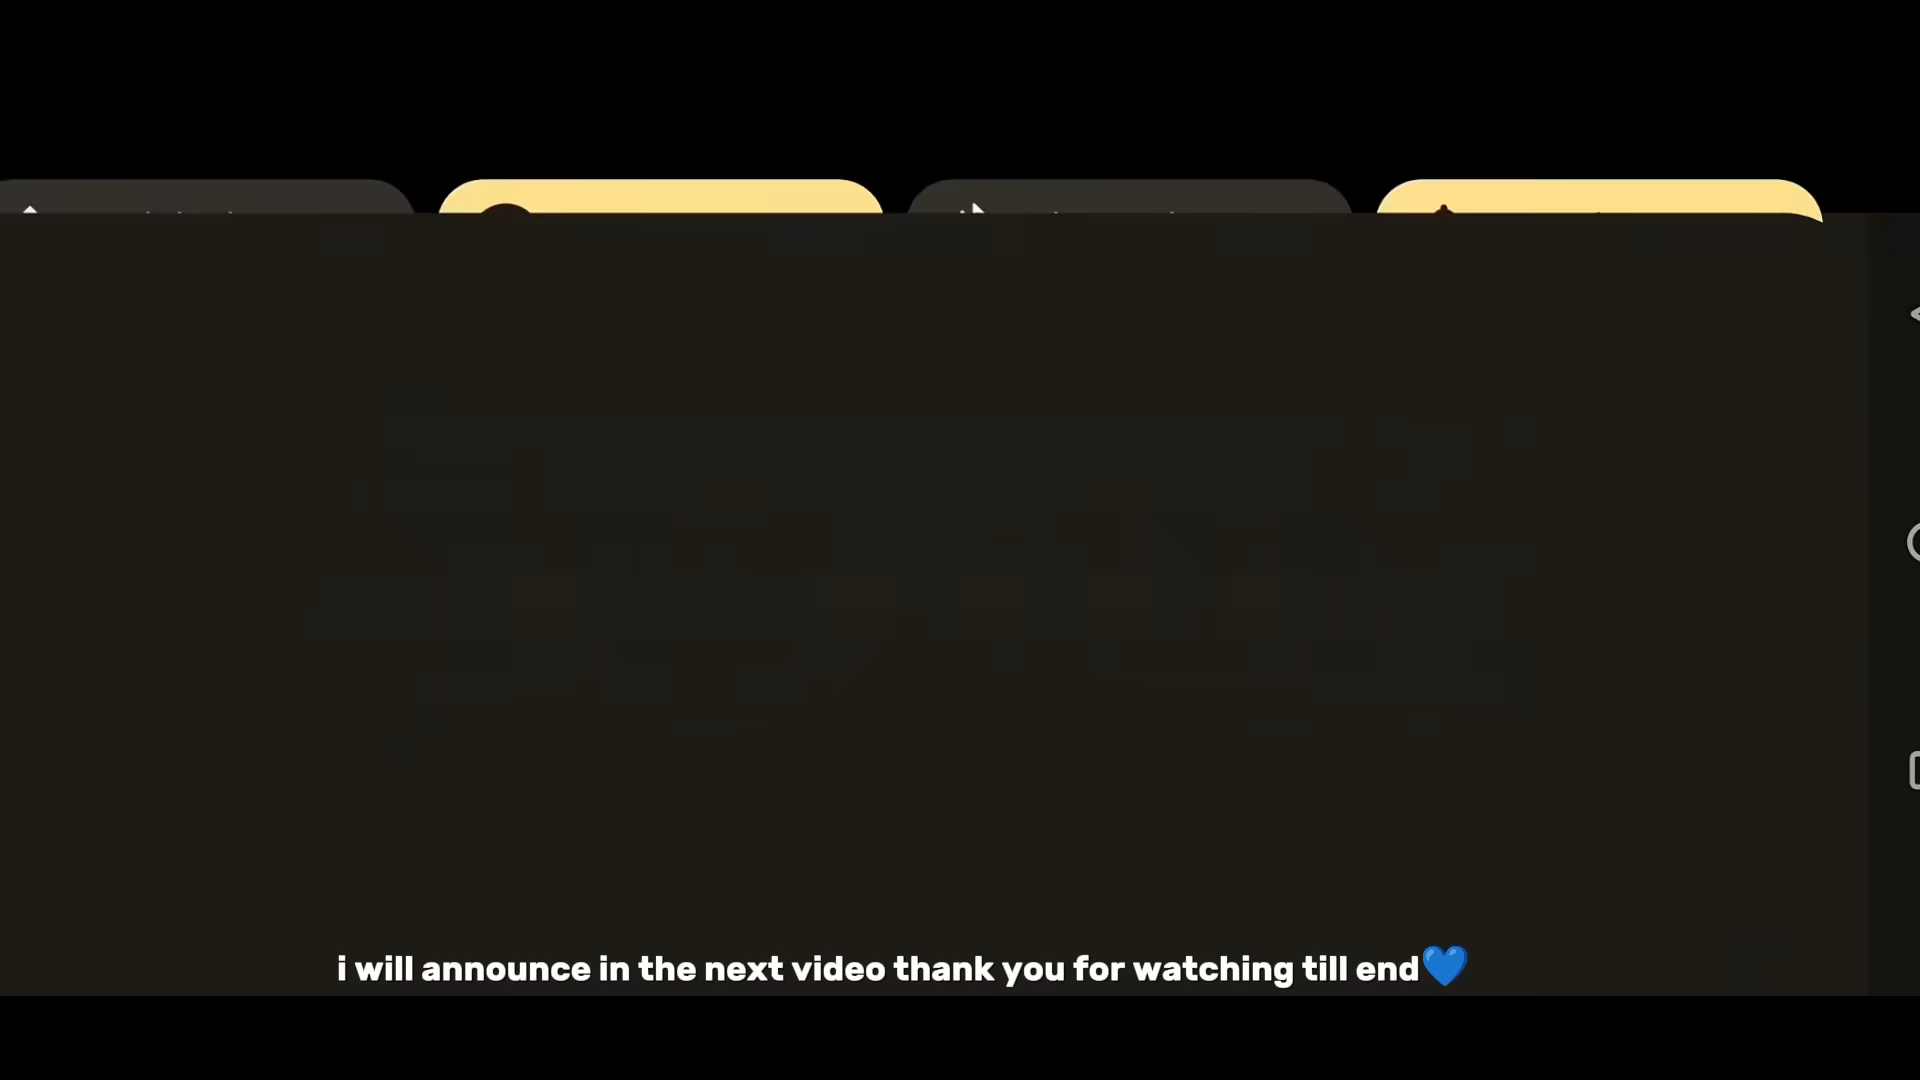 i will announce in the next video thank you for watching till end💙